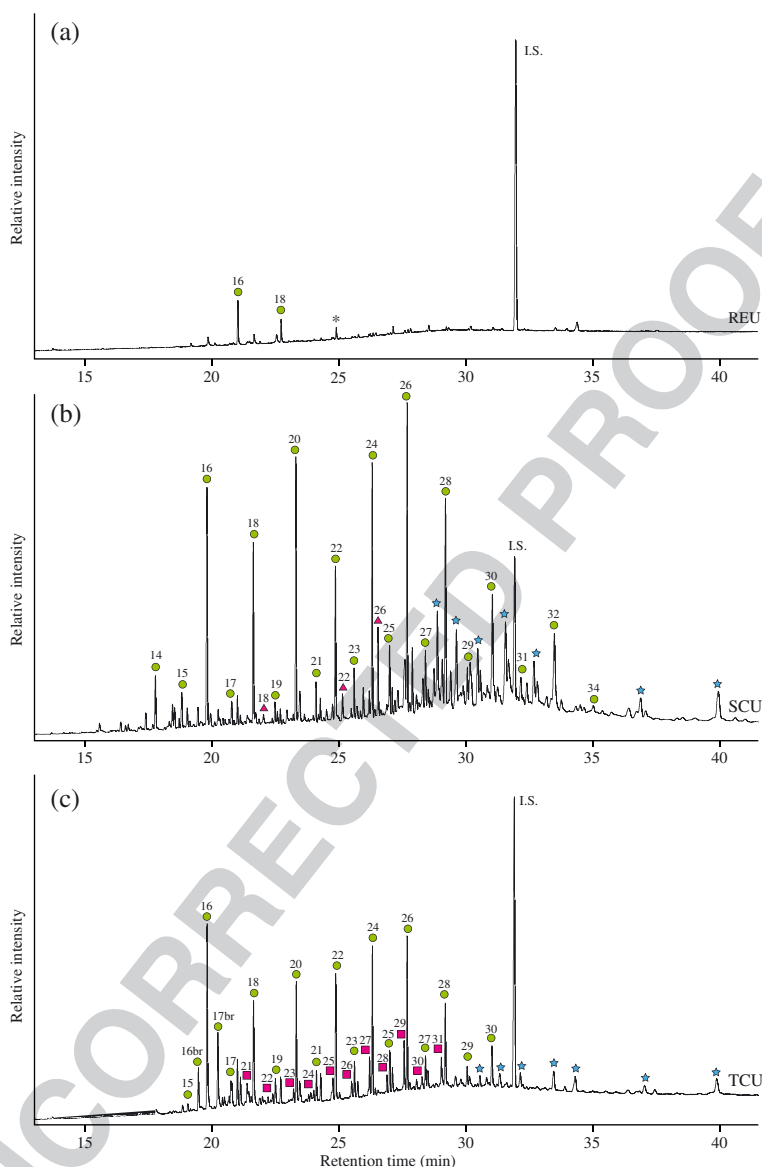 (a)
I.S.
Relative intensity
16
18
*
REU
15 20 25 30 35 40
(b)
26
20
24
16
28
18
22
I.S.
Relative intensity
26
30
32
14
15
17
18
19
21
22
23
25
27
29
31
34
SCU
15 20 25 30 35 40
(c)
I.S.
16
26
24
22
20
18
28
17br
Relative intensity
16br
15
17
21
22
19
23
24
21
25
26
23
27
28
25
29
30
27
31
29
30
TCU
15 20 25 30 35 40
Retention time (min)
INCORRECTED PROOF